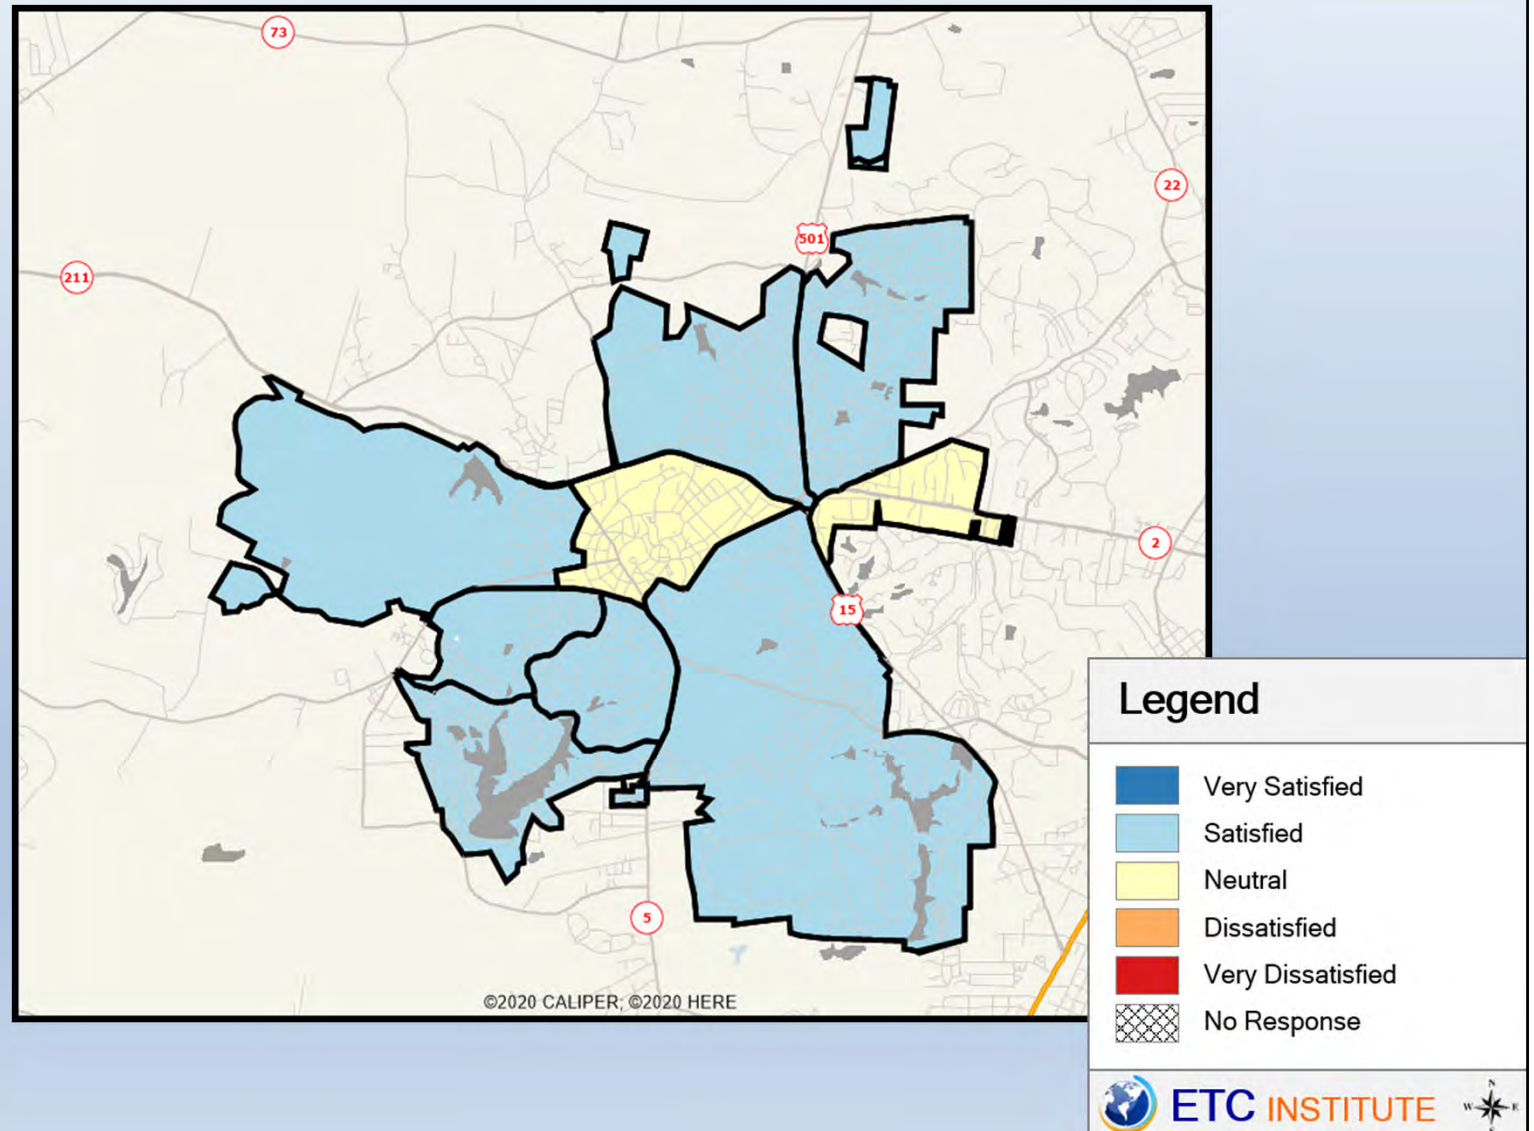 73
22
501
211
2
15
5
©2020 CALIPER; ©2020 HERE
Legend
Very Satisfied
Satisfied
Neutral
Dissatisfied
Very Dissatisfied
No Response
ETC INSTITUTE
N
W E
S